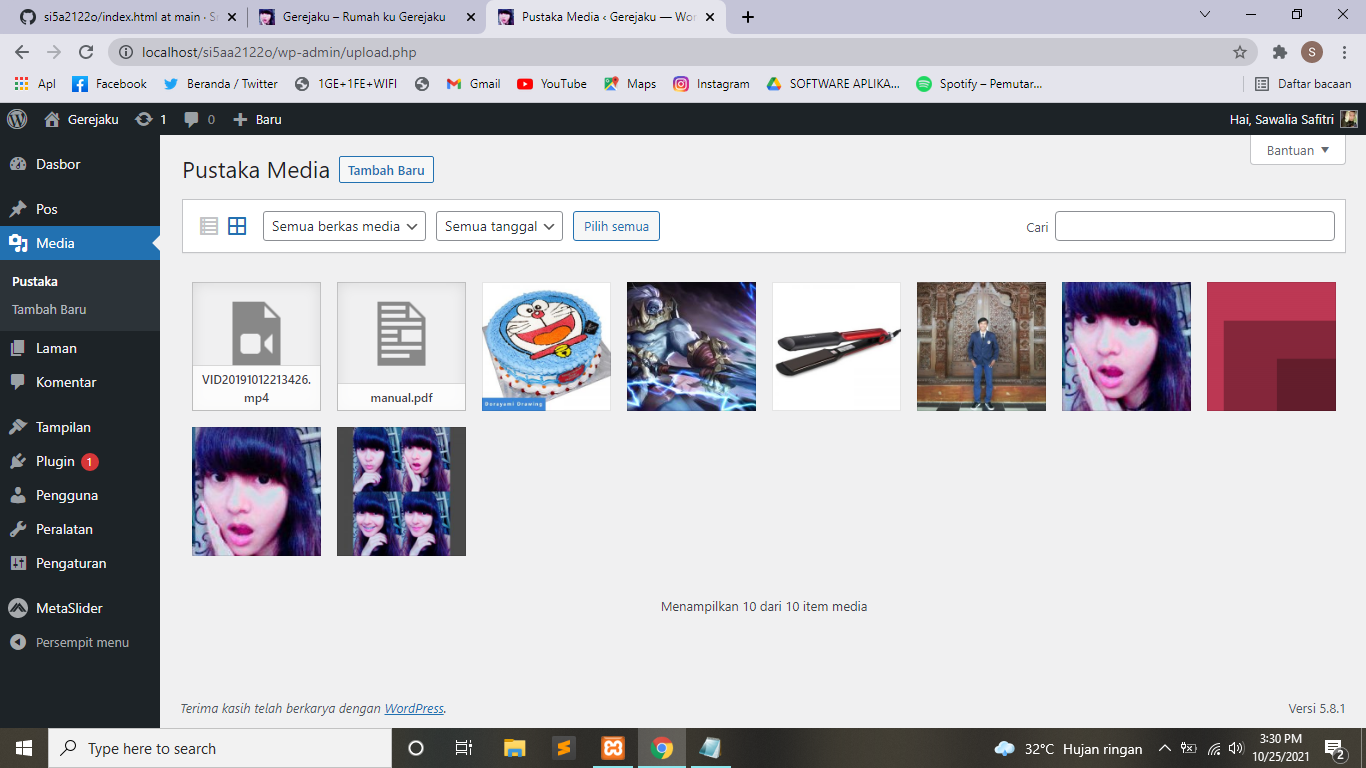 si5a2122o/index.html at main · Sr
Gerejaku – Rumah ku Gerejaku
Pustaka Media ‹ Gerejaku — Wor
localhost/si5aa2122o/wp-admin/upload.php
S
Apl
Facebook
Beranda / Twitter
1GE+1FE+WIFI
Gmail
YouTube
Maps
Instagram
SOFTWARE APLIKA...
Spotify – Pemutar...
Daftar bacaan
Gerejaku
1
0
Baru
Hai, Sawalia Safitri
Dasbor
Pos
Media
Pustaka
Tambah Baru
Laman
Komentar
Tampilan
Plugin 1
Pengguna
Peralatan
Pengaturan
MetaSlider
Persempit menu
Bantuan
Pustaka Media
Tambah Baru
Semua berkas media
Semua tanggal
Pilih semua
Cari
VID20191012213426.
mp4
manual.pdf
Dorayami Drawing
Menampilkan 10 dari 10 item media
Terima kasih telah berkarya dengan WordPress.
Versi 5.8.1
Type here to search
32°C Hujan ringan
3:30 PM
10/25/2021
2